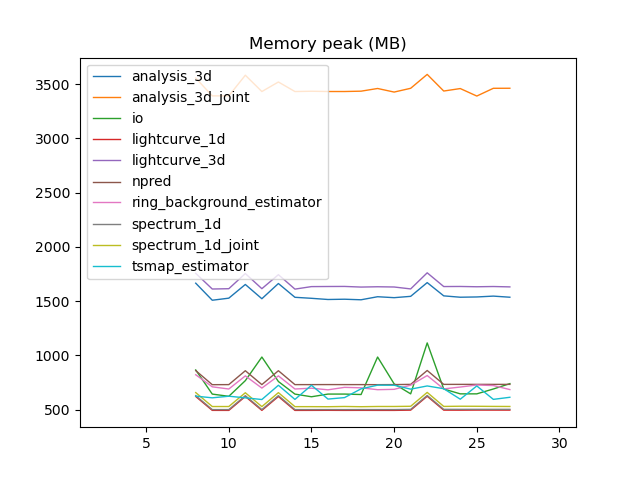 Memory peak (MB)
3500
3000
2500
2000
1500
1000
500
analysis_3d
analysis_3d_joint
io
lightcurve_1d
lightcurve_3d
npred
ring_background_estimator
spectrum_1d
spectrum_1d_joint
tsmap_estimator
5 10 15 20 25 30